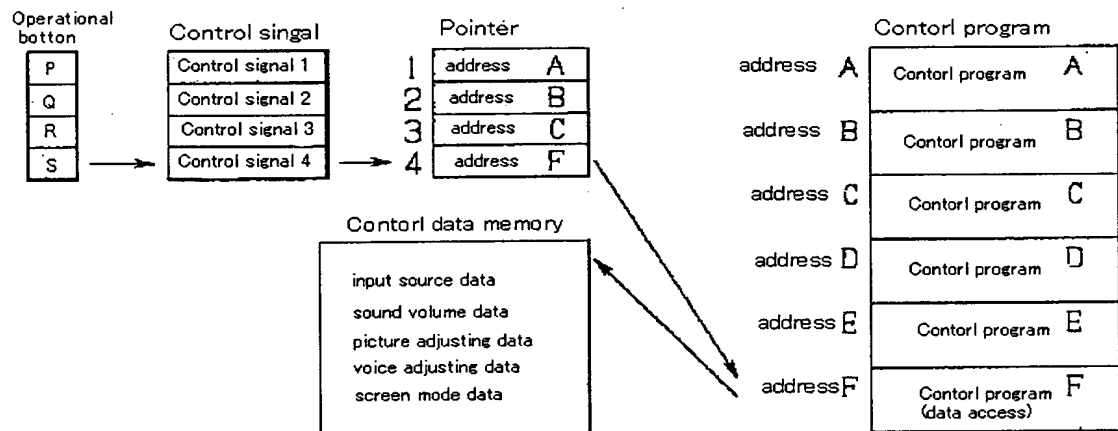 Operational
botton
P
Q
R
S
Control singal
Control signal 1
Control signal 2
Control signal 3
Control signal 4
Pointer
1 address A
2 address B
3 address C
4 address F
Contorl data memory
input source data
sound volume data
picture adjusting data
voice adjusting data
screen mode data
Contorl program
address A Contorl program A
address B Contorl program B
address C Contorl program C
address D Contorl program D
address E Contorl program E
address F Contorl program F
(data access)